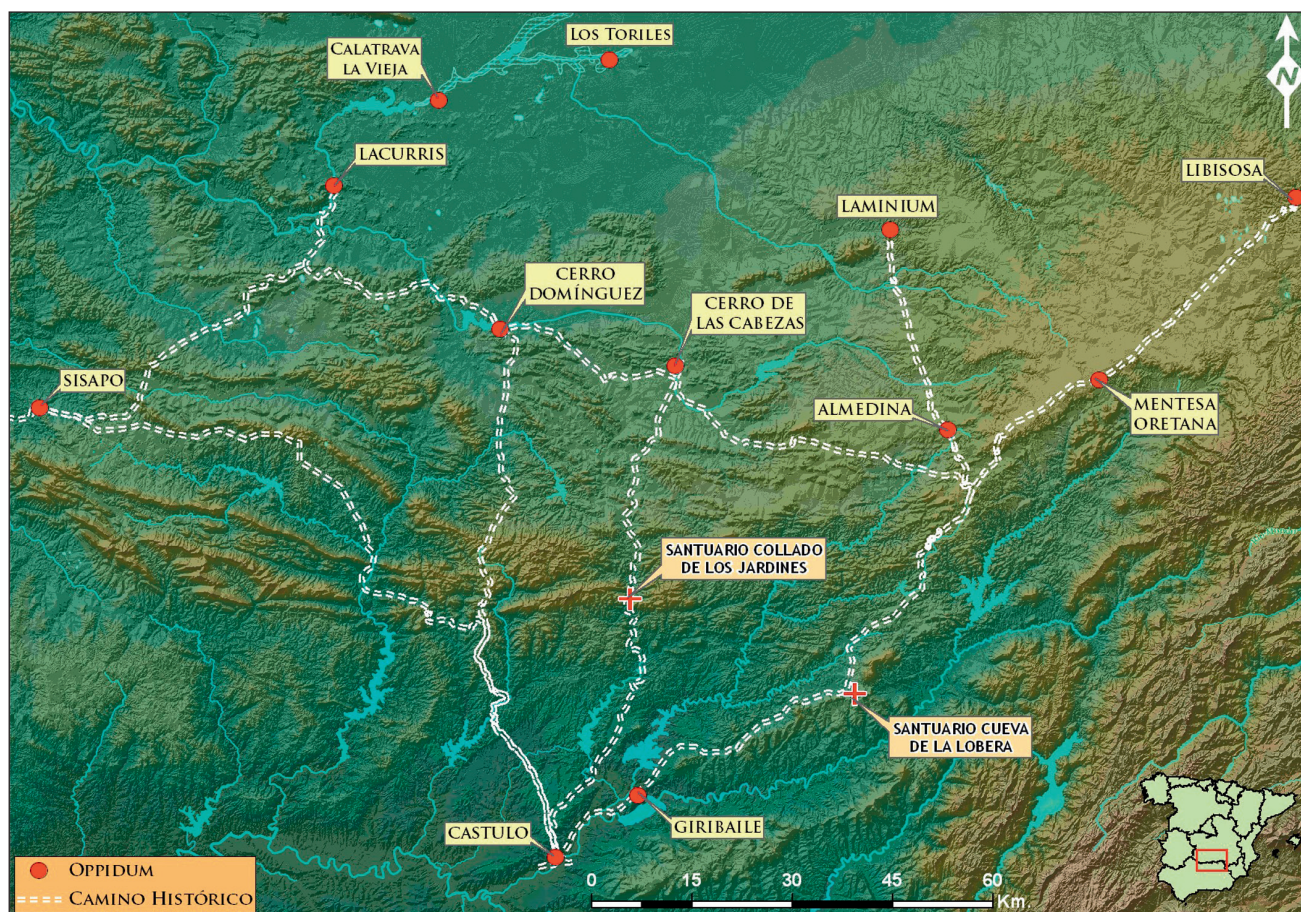 Los Toriles
Calatrava
la Vieja
N
LACURRIS
LIBISOSA
LAMINIUM
CERRO
DOMÍNGUEZ
CERRO DE
LAS CABEZAS
SISAPO
ALMEDINA
MENTESA
ORETANA
SANTUARIO COLLADO
DE LOS JARDINES
SANTUARIO CUEVA
DE LA LOBERA
GIRIBAILE
CASTULO
Oppidum
Camino Histórico
0 15 30 45 60
Km.